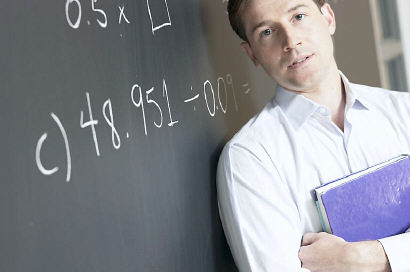 0.5 x □
c) 48.951 ÷ .09 =